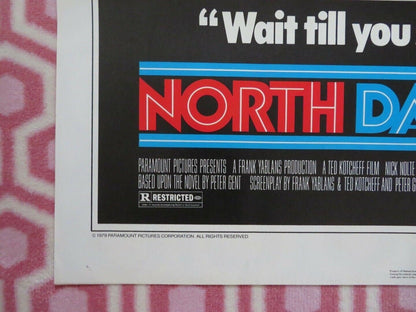 “Wait till you
NORTH DA
PARAMOUNT PICTURES PRESENTS A FRANK YABLANS PRODUCTION A TED KOTCHEFF FILM NICK NOLTE
BASED UPON THE NOVEL BY PETER GENT SCREENPLAY BY FRANK YABLANS & TED KOTCHEFF AND PETER
R RESTRICTED
© 1979 PARAMOUNT PICTURES CORPORATION. ALL RIGHTS RESERVED.